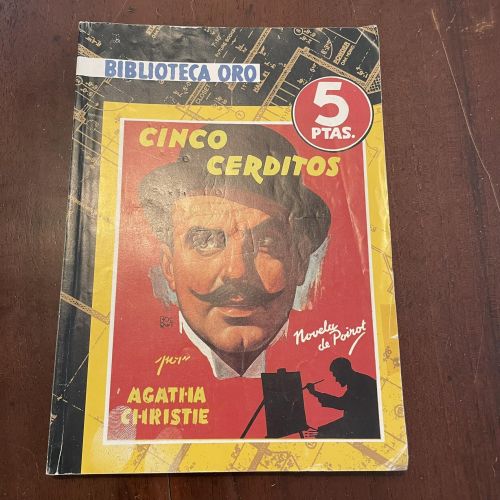 BIBLIOTECA ORO
5
PTAS.
CINCO
CERDITOS
Novela
de Poirot
por
AGATHA
CHRISTIE